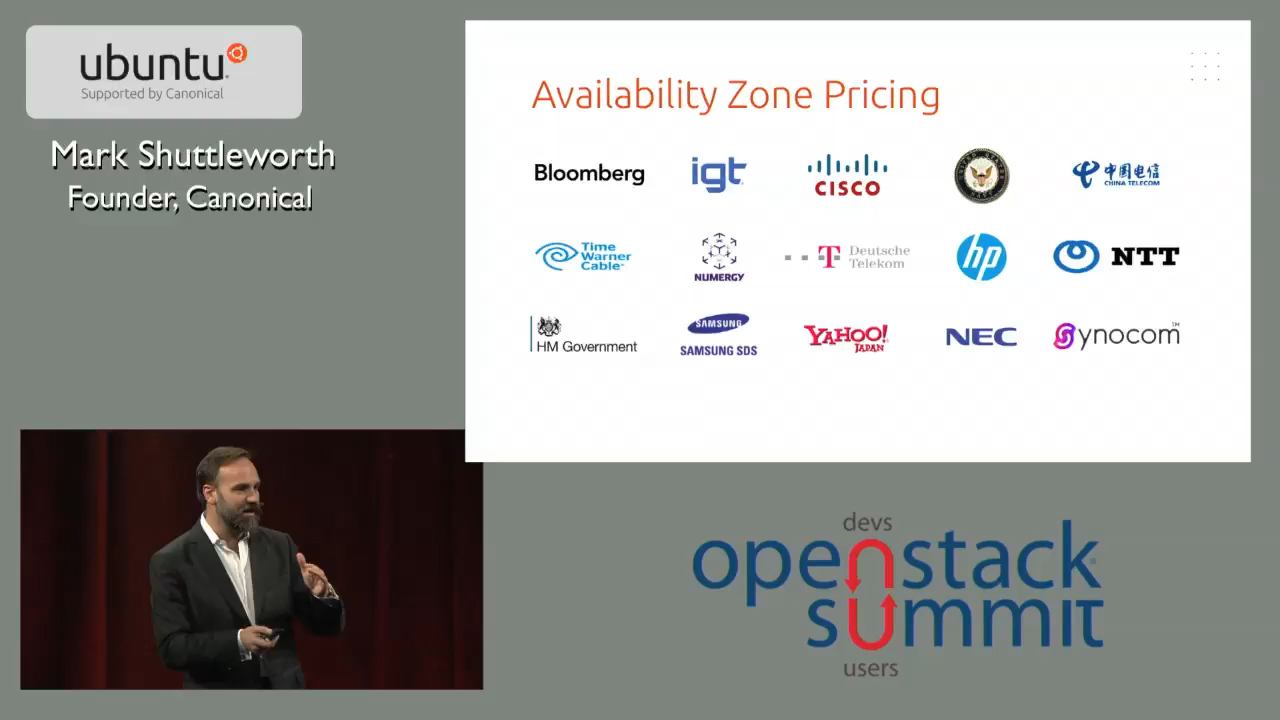 ubuntu
Supported by Canonical
Mark Shuttleworth
Founder, Canonical
Availability Zone Pricing
Bloomberg
igt
CISCO
中国电信
CHINA TELECOM
Time
Warner
Cable
NUMERGY
T
Deutsche
Telekom
hp
NTT
HM Government
SAMSUNG
SAMSUNG SDS
YAHOO!
JAPAN
NEC
Synocom™
devs
openstack
summit
users